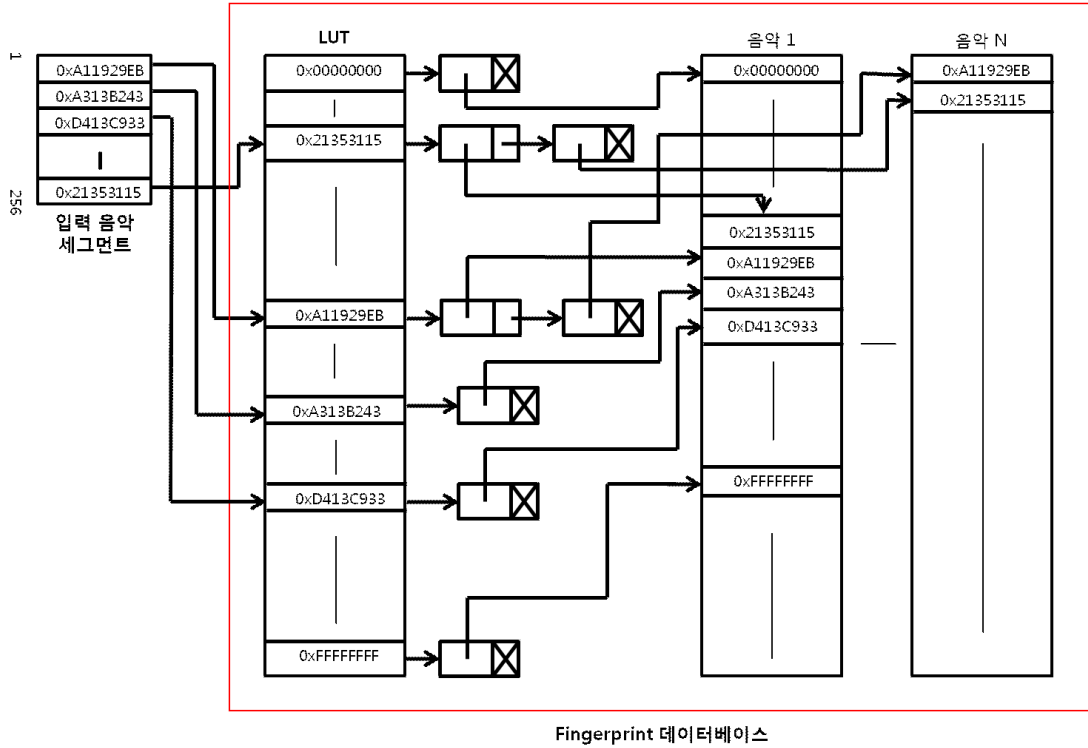 1
0xA11929EB
0xA313B243
0xD413C933
0x21353115
256
입력 음악
세그먼트
LUT
0x00000000
0x21353115
0xA11929EB
0xA313B243
0xD413C933
0xFFFFFFFF
음악 1
0x00000000
0x21353115
0xA11929EB
0xA313B243
0xD413C933
0xFFFFFFFF
음악 N
0xA11929EB
0x21353115
Fingerprint 데이터베이스